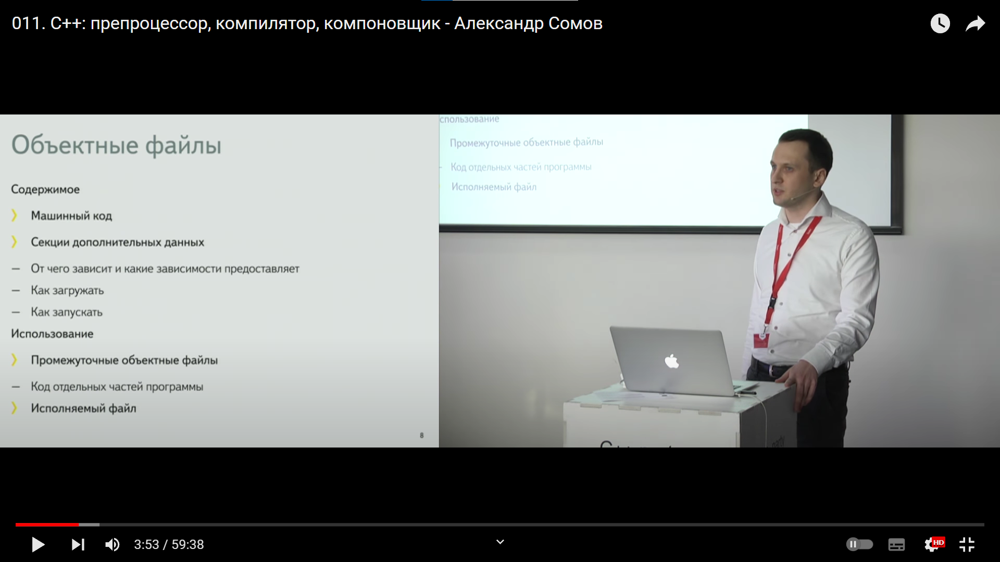 011. C++: препроцессор, компилятор, компоновщик - Александр Сомов
Объектные файлы
Содержимое
Машинный код
Секции дополнительных данных
— От чего зависит и какие зависимости предоставляет
— Как загружать
— Как запускать
Использование
Промежуточные объектные файлы
— Код отдельных частей программы
Исполняемый файл
8
спользование
Промежуточные объектные файлы
Код отдельных частей программы
Исполняемый файл
party
3:53 / 59:38
HD